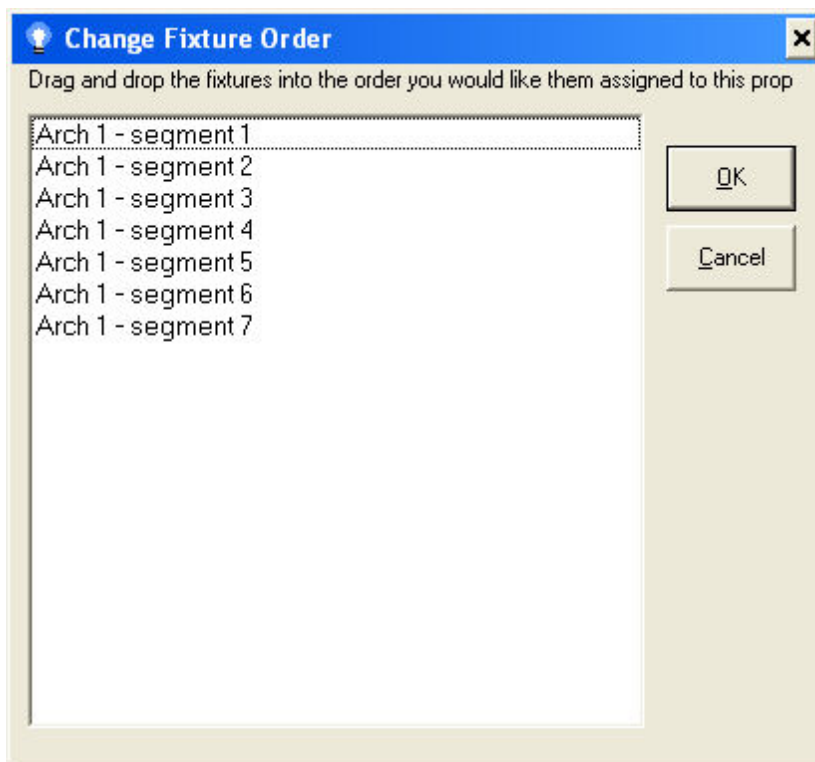 Change Fixture Order
Drag and drop the fixtures into the order you would like them assigned to this prop
Arch 1 - segment 1
Arch 1 - segment 2
Arch 1 - segment 3
Arch 1 - segment 4
Arch 1 - segment 5
Arch 1 - segment 6
Arch 1 - segment 7
OK
Cancel